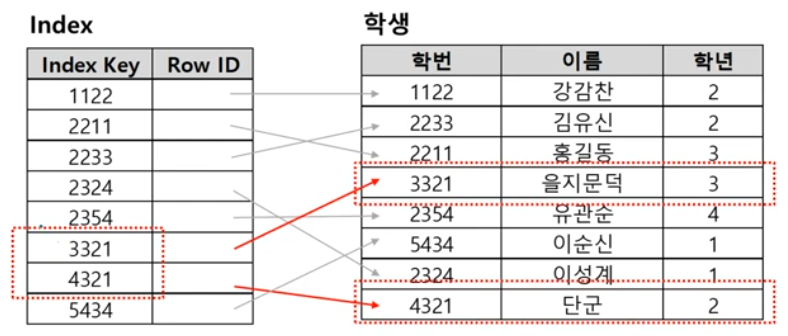 Index
Index Key Row ID
1122
2211
2233
2324
2354
3321
4321
5434
학생
학번 이름 학년
1122 강감찬 2
2233 김유신 2
2211 홍길동 3
3321 을지문덕 3
2354 유관순 4
5434 이순신 1
2324 이성계 1
4321 단군 2